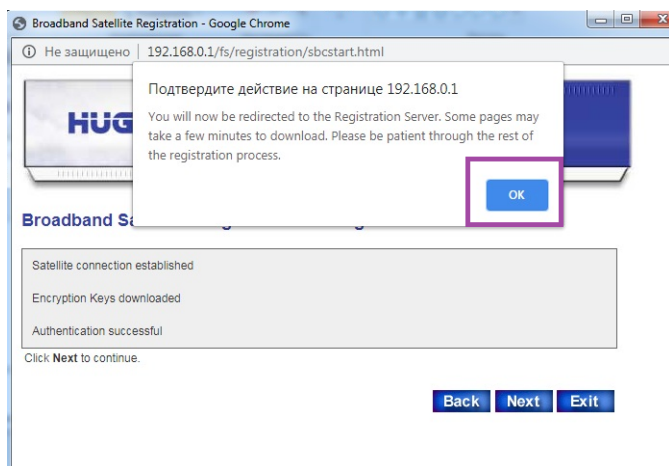 Broadband Satellite Registration - Google Chrome
Не защищено | 192.168.0.1/fs/registration/sbcstart.html
Подтвердите действие на странице 192.168.0.1
You will now be redirected to the Registration Server. Some pages may
take a few minutes to download. Please be patient through the rest of
the registration process.
OK
HUG
Broadband
Satellite connection established
Encryption Keys downloaded
Authentication successful
Click Next to continue.
Back Next Exit